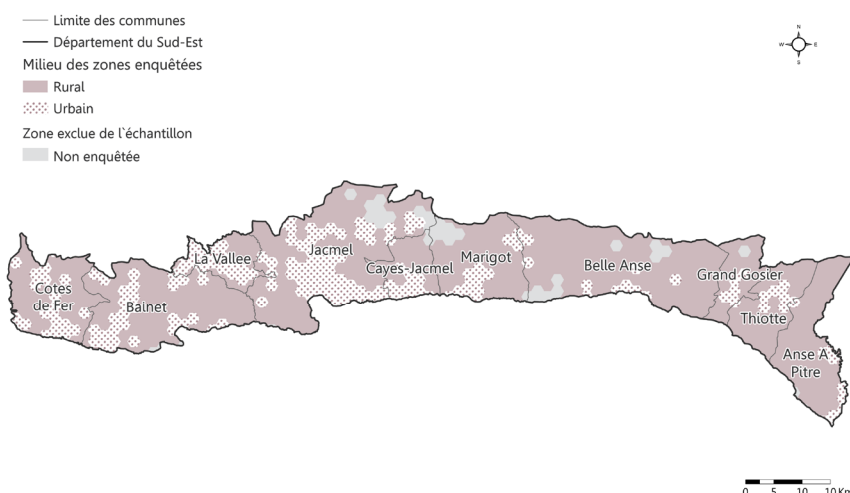 Limite des communes
Département du Sud-Est
Milieu des zones enquêtées
Rural
Urbain
Zone exclue de l`échantillon
Non enquêtée
N
W E
S
La Vallee
Jacmel
Cayes-Jacmel
Marigot
Belle Anse
Grand Gosier
Cotes
de Fer
Bainet
Thiotte
Anse A
Pitre
0 5 10 10 Km